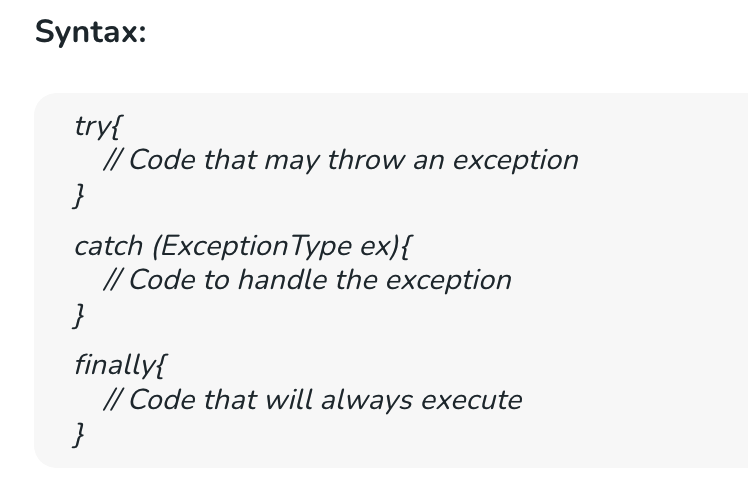 Syntax:
try{
// Code that may throw an exception
}
catch (ExceptionType ex){
// Code to handle the exception
}
finally{
// Code that will always execute
}